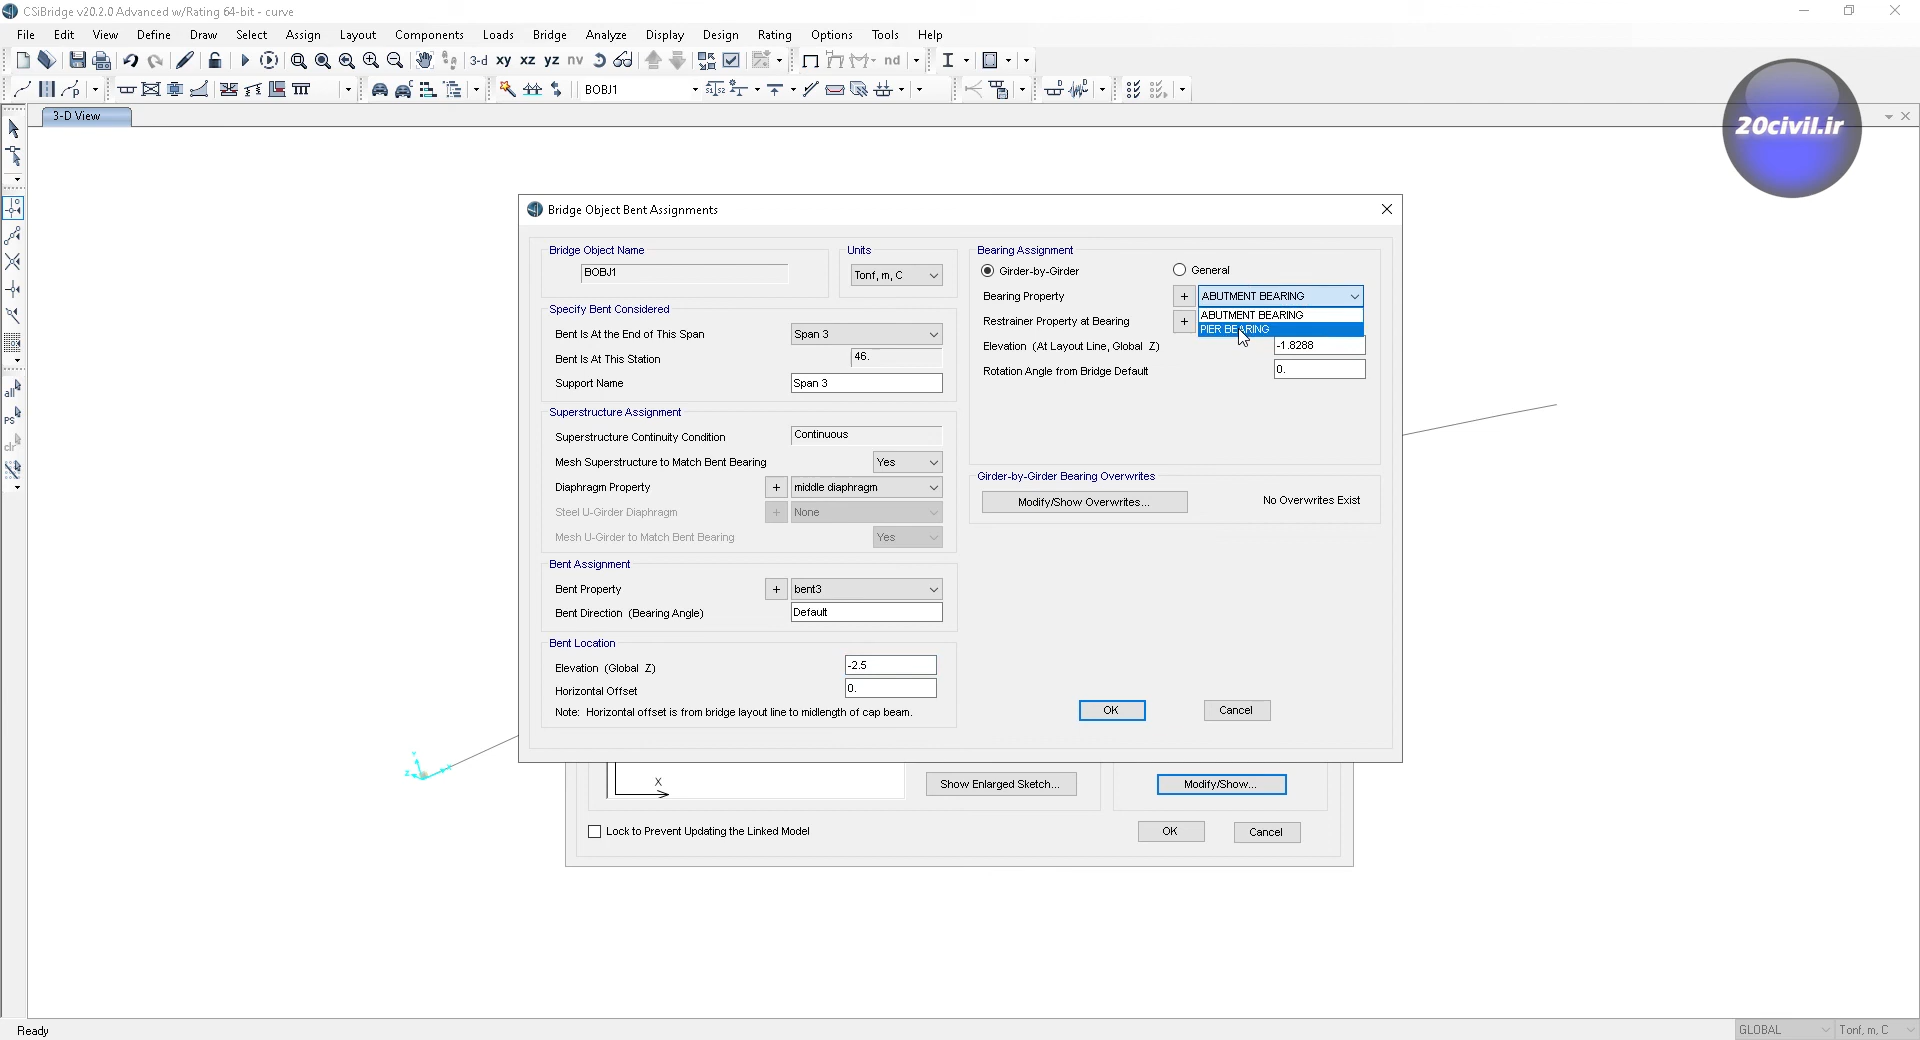 CSiBridge v20.2.0 Advanced w/Rating 64-bit - curve
File Edit View Define Draw Select Assign Layout Components Loads Bridge Analyze Display Design Rating Options Tools Help
3-d xy xz yz nv nd
BOBJ1
3-D View
20civil.ir
all
PS
clr
Bridge Object Bent Assignments
Bridge Object Name
BOBJ1
Units
Tonf, m, C
Specify Bent Considered
Bent Is At the End of This Span Span 3
Bent Is At This Station 46.
Support Name Span 3
Superstructure Assignment
Superstructure Continuity Condition Continuous
Mesh Superstructure to Match Bent Bearing Yes
Diaphragm Property + middle diaphragm
Steel U-Girder Diaphragm + None
Mesh U-Girder to Match Bent Bearing Yes
Bent Assignment
Bent Property + bent3
Bent Direction (Bearing Angle) Default
Bent Location
Elevation (Global Z) -2.5
Horizontal Offset 0.
Note: Horizontal offset is from bridge layout line to midlength of cap beam.
Bearing Assignment
Girder-by-Girder General
Bearing Property + ABUTMENT BEARING
ABUTMENT BEARING
PIER BEARING
Restrainer Property at Bearing +
Elevation (At Layout Line, Global Z) -1.8288
Rotation Angle from Bridge Default 0.
Girder-by-Girder Bearing Overwrites
Modify/Show Overwrites... No Overwrites Exist
OK Cancel
X
Show Enlarged Sketch... Modify/Show...
Lock to Prevent Updating the Linked Model OK Cancel
Ready GLOBAL Tonf, m, C